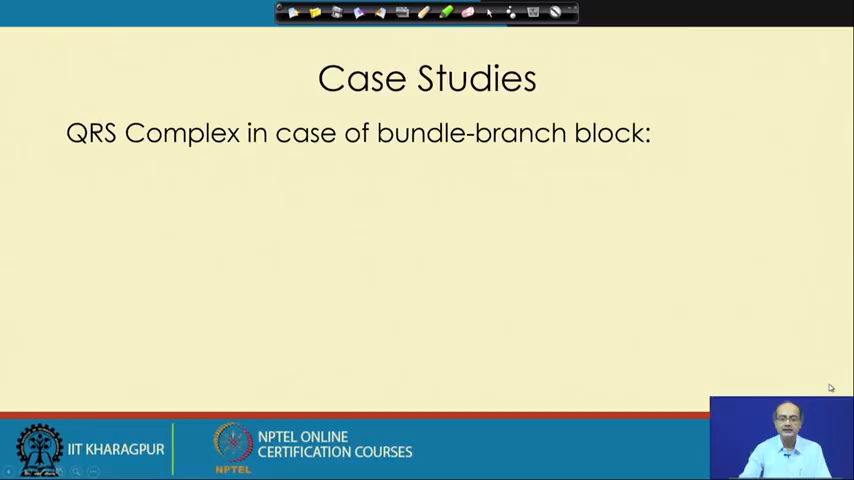 Case Studies
QRS Complex in case of bundle-branch block:
IIT KHARAGPUR
NPTEL
NPTEL ONLINE
CERTIFICATION COURSES